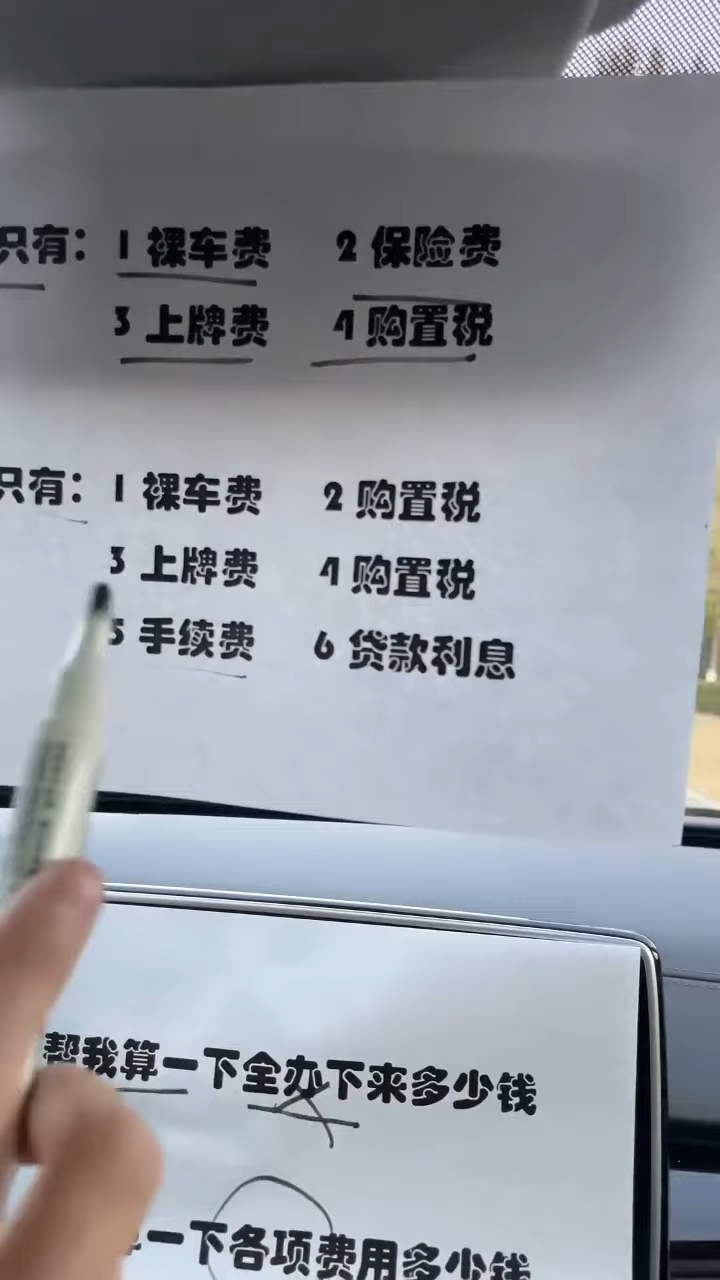 只有：1 裸车费 2 保险费
3 上牌费 4 购置税
只有：1 裸车费 2 购置税
3 上牌费 4 购置税
5 手续费 6 贷款利息
帮我算一下全办下来多少钱
一下各项费用多少钱